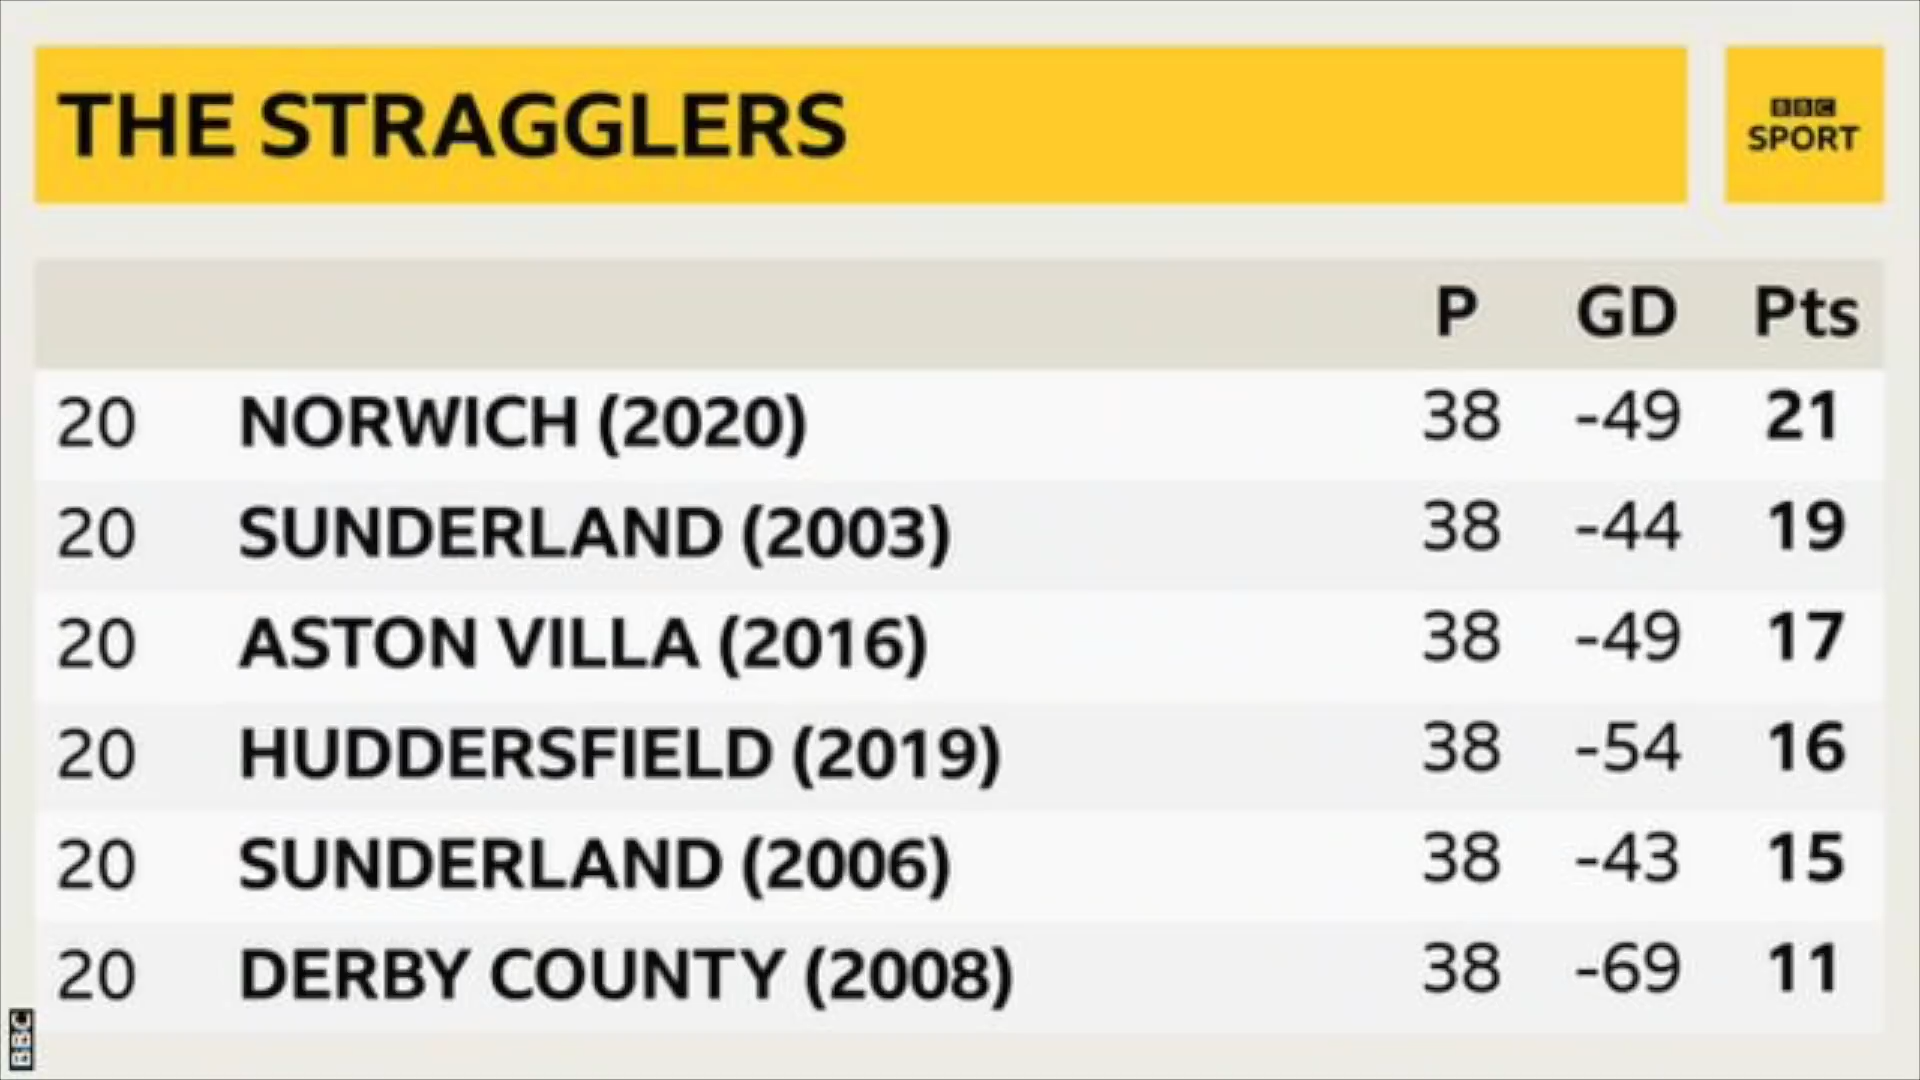 THE STRAGGLERS
BBC
SPORT
P GD Pts
20 NORWICH (2020) 38 -49 21
20 SUNDERLAND (2003) 38 -44 19
20 ASTON VILLA (2016) 38 -49 17
20 HUDDERSFIELD (2019) 38 -54 16
20 SUNDERLAND (2006) 38 -43 15
20 DERBY COUNTY (2008) 38 -69 11
BBC